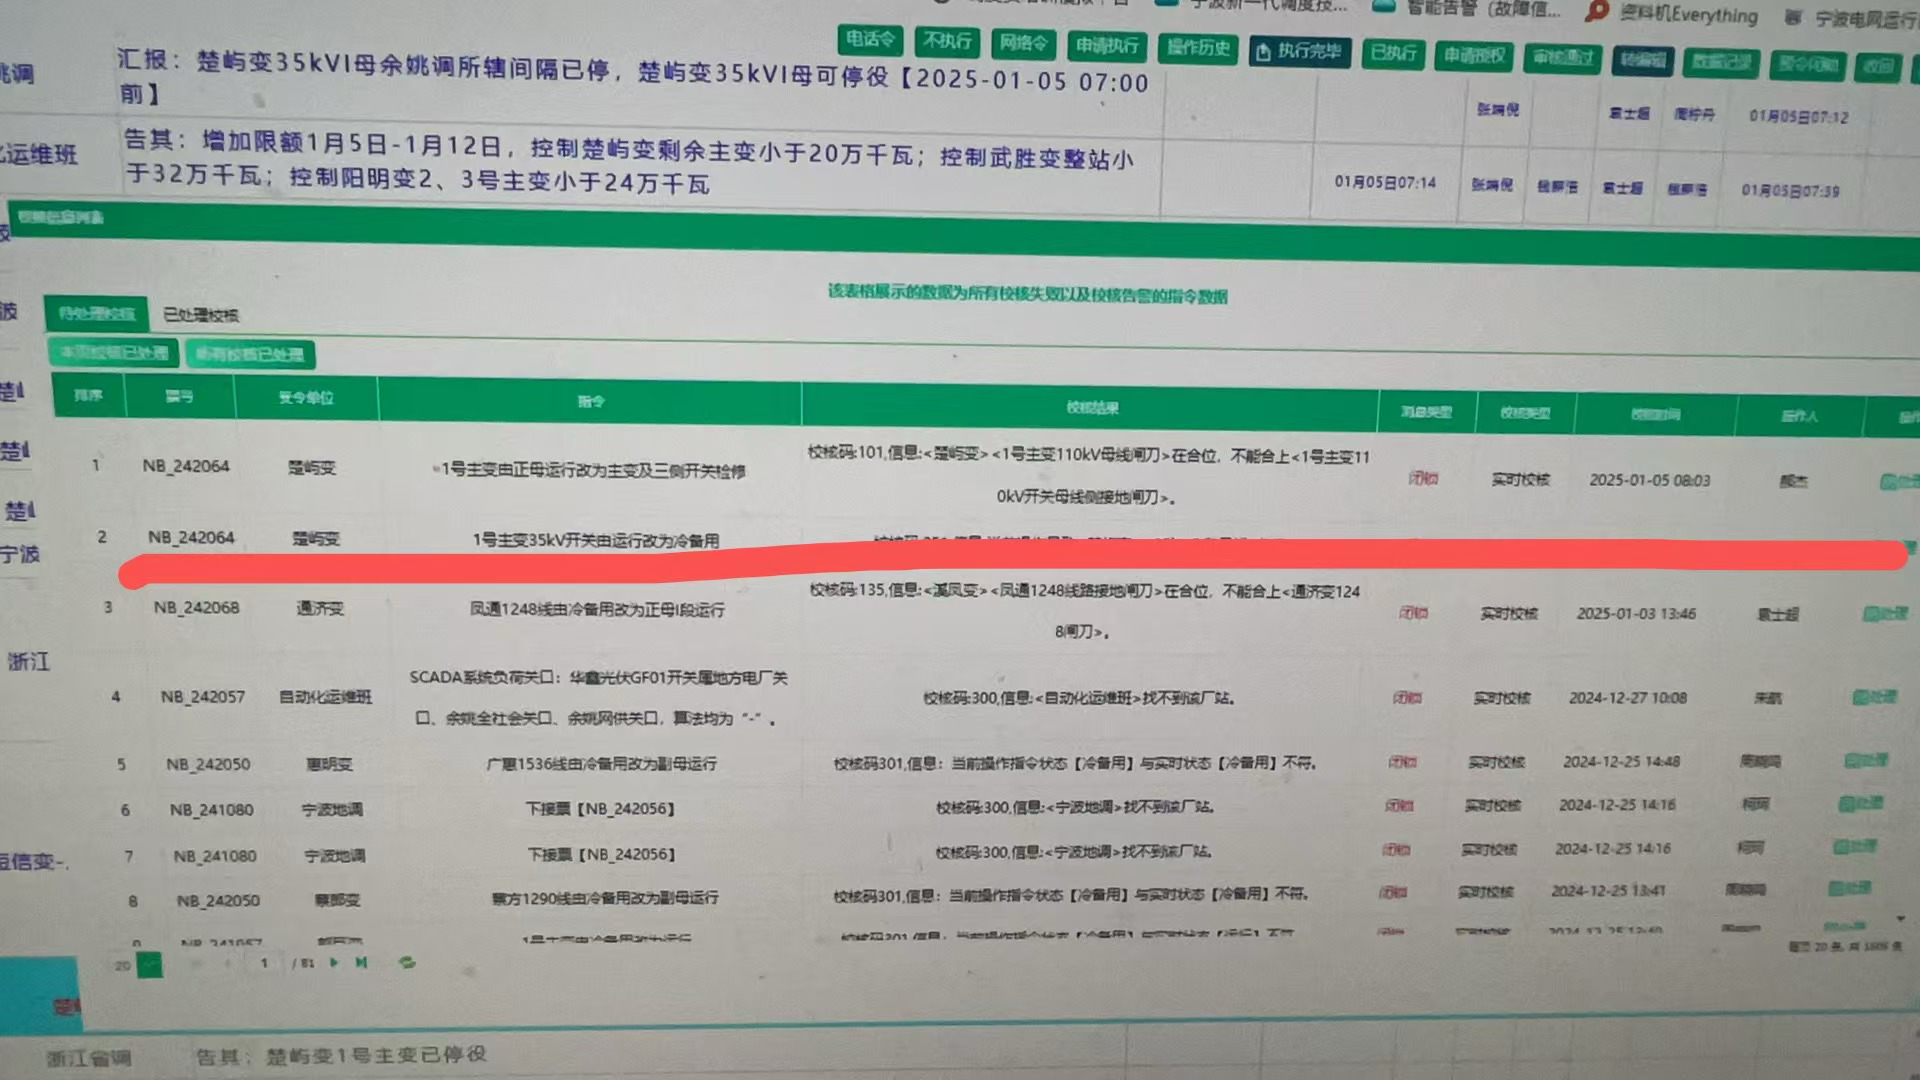 智能告警（故障信...
资料机Everything
宁波电网运行
电话令 不执行 网络令 申请执行 操作历史 执行完毕 已执行 申请授权 审核通过 转编辑 收回
姚调
汇报：楚屿变35kVⅠ母余姚调所辖间隔已停，楚屿变35kVⅠ母可停役【2025-01-05 07:00
前】
01月05日07:12
运维班
告其：增加限额1月5日-1月12日，控制楚屿变剩余主变小于20万千瓦；控制武胜变整站小
于32万千瓦；控制阳明变2、3号主变小于24万千瓦
01月05日07:14 袁士超 01月05日07:39
该表格展示的数据为所有校核失败以及校核告警的指令数据
待处理校核 已处理校核
本页校核已处理 所有校核已处理
排序 票号 受令单位 指令 校核结果 消息类型 校核类型 校核时间 操作人
1 NB_242064 楚屿变 1号主变由正母运行改为主变及三侧开关检修
校核码:101,信息:<楚屿变><1号主变110kV母线闸刀>在合位，不能合上<1号主变11
0kV开关母线侧接地闸刀>。
闭锁 实时校核 2025-01-05 08:03 处理
2 NB_242064 楚屿变 1号主变35kV开关由运行改为冷备用
3 NB_242068 通济变 凤通1248线由冷备用改为正母Ⅰ段运行
校核码:135,信息:<溪凤变><凤通1248线路接地闸刀>在合位，不能合上<通济变124
8闸刀>。
闭锁 实时校核 2025-01-03 13:46 袁士超 处理
4 NB_242057 自动化运维班
SCADA系统负荷关口：华鑫光伏GF01开关属地方电厂关
口、余姚全社会关口、余姚网供关口，算法均为“-”。
校核码:300,信息:<自动化运维班>找不到该厂站。
闭锁 实时校核 2024-12-27 10:08 朱凯 处理
5 NB_242050 惠明变 广惠1536线由冷备用改为副母运行 校核码301,信息：当前操作指令状态【冷备用】与实时状态【冷备用】不符。 闭锁 实时校核 2024-12-25 14:48 处理
6 NB_241080 宁波地调 下接票【NB_242056】 校核码:300,信息:<宁波地调>找不到该厂站。 闭锁 实时校核 2024-12-25 14:16 柯珂 处理
7 NB_241080 宁波地调 下接票【NB_242056】 校核码:300,信息:<宁波地调>找不到该厂站。 闭锁 实时校核 2024-12-25 14:16 柯珂 处理
8 NB_242050 线由冷备用改为副母运行 校核码301,信息：当前操作指令状态【冷备用】与实时状态【冷备用】不符。 闭锁 实时校核 2024-12-25 13:41 处理
20 1 / 81
每页 20 条, 共 条
宁波
浙江
浙江省调 告其：楚屿变1号主变已停役